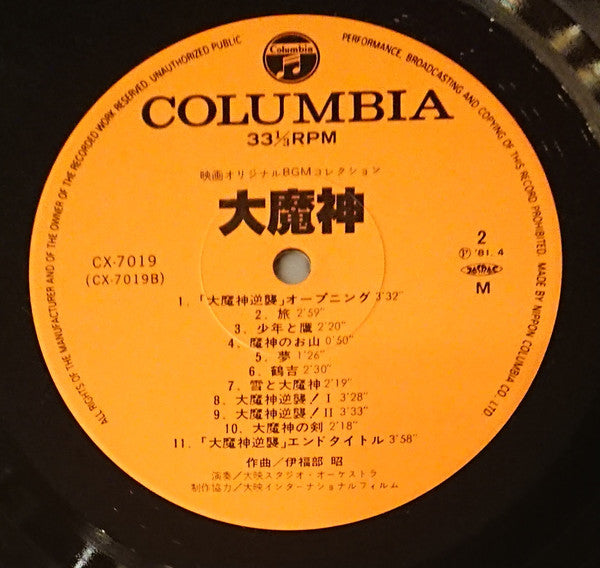 ALL RIGHTS OF THE MANUFACTURER AND OF THE OWNER OF THE RECORDED WORK RESERVED. UNAUTHORIZED PUBLIC PERFORMANCE, BROADCASTING AND COPYING OF THIS RECORD PROHIBITED. MADE BY NIPPON COLUMBIA CO., LTD
Columbia
COLUMBIA
33⅓RPM
映画オリジナルBGMコレクション
大魔神
CX-7019
(CX-7019B)
2
Ⓟ '81. 4
M
1. 「大魔神逆襲」オープニング 3'32"
2. 旅 2'59"
3. 少年と鷹 2'20"
4. 魔神のお山 0'50"
5. 夢 1'26"
6. 鶴吉 2'30"
7. 雪と大魔神 2'19"
8. 大魔神逆襲! I 3'28"
9. 大魔神逆襲! II 3'33"
10. 大魔神の剣 2'18"
11. 「大魔神逆襲」エンドタイトル 3'58"
作曲/伊福部 昭
演奏/大映スタジオ・オーケストラ
制作協力/大映インターナショナルフィルム